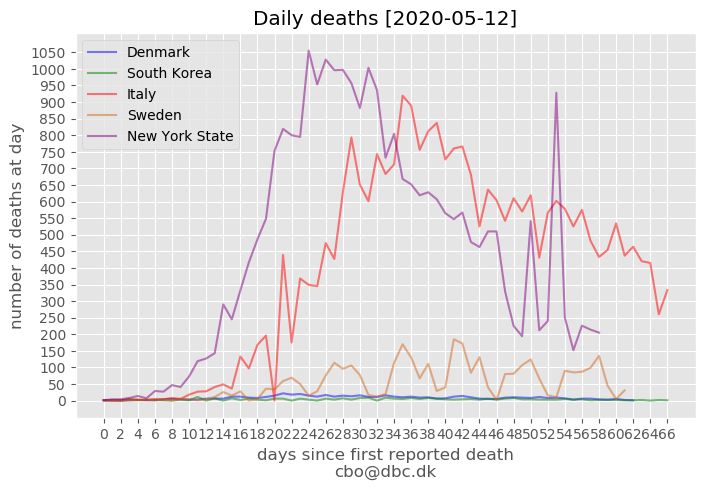 Daily deaths [2020-05-12]
Denmark
South Korea
Italy
Sweden
New York State
number of deaths at day
1050
1000
950
900
850
800
750
700
650
600
550
500
450
400
350
300
250
200
150
100
50
0
0 2 4 6 8 10 12 14 16 18 20 22 24 26 28 30 32 34 36 38 40 42 44 46 48 50 52 54 56 58 60 62 64 66
days since first reported death
cbo@dbc.dk